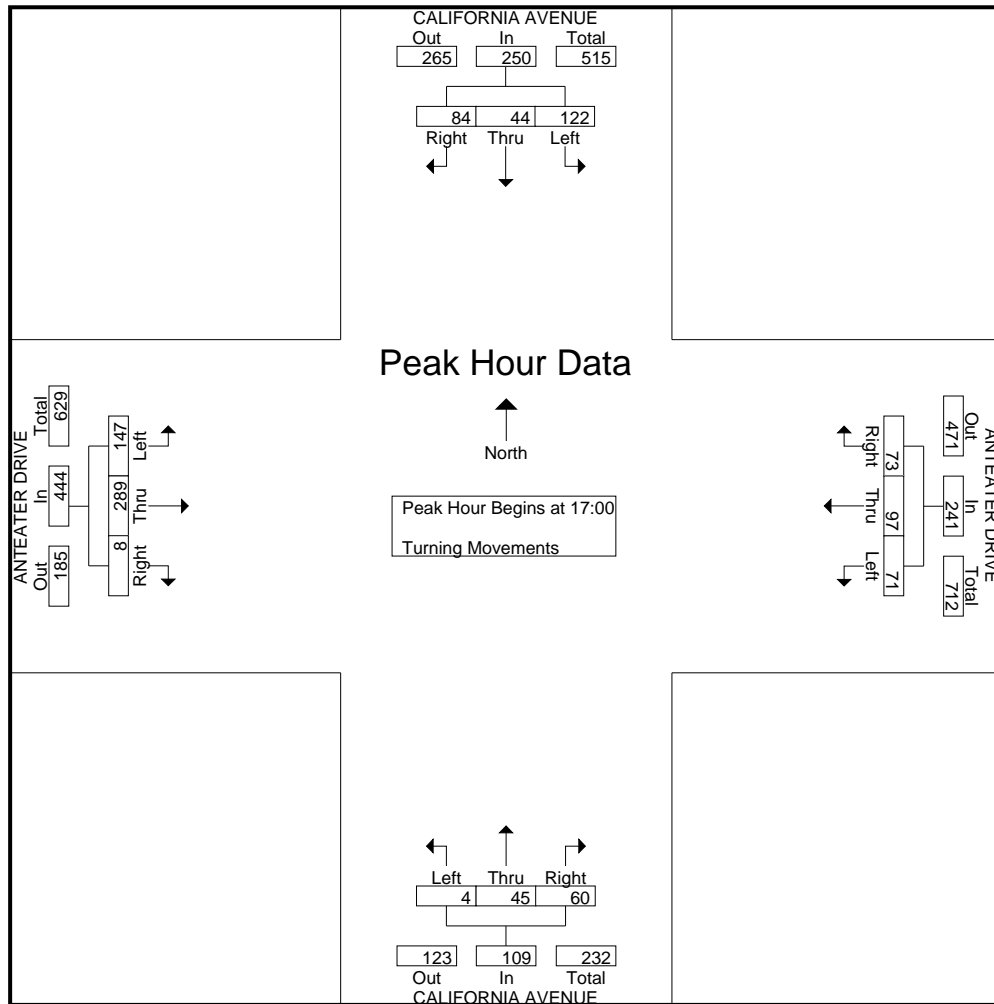 CALIFORNIA AVENUE
Out In Total
265 250 515
84 44 122
Right Thru Left
Peak Hour Data
North
Peak Hour Begins at 17:00
Turning Movements
ANTEATER DRIVE
Total In Out
629 444 185
147 289 8
Left Thru Right
ANTEATER DRIVE
Out In Total
471 241 712
73 97 71
Right Thru Left
Left Thru Right
4 45 60
123 109 232
Out In Total
CALIFORNIA AVENUE